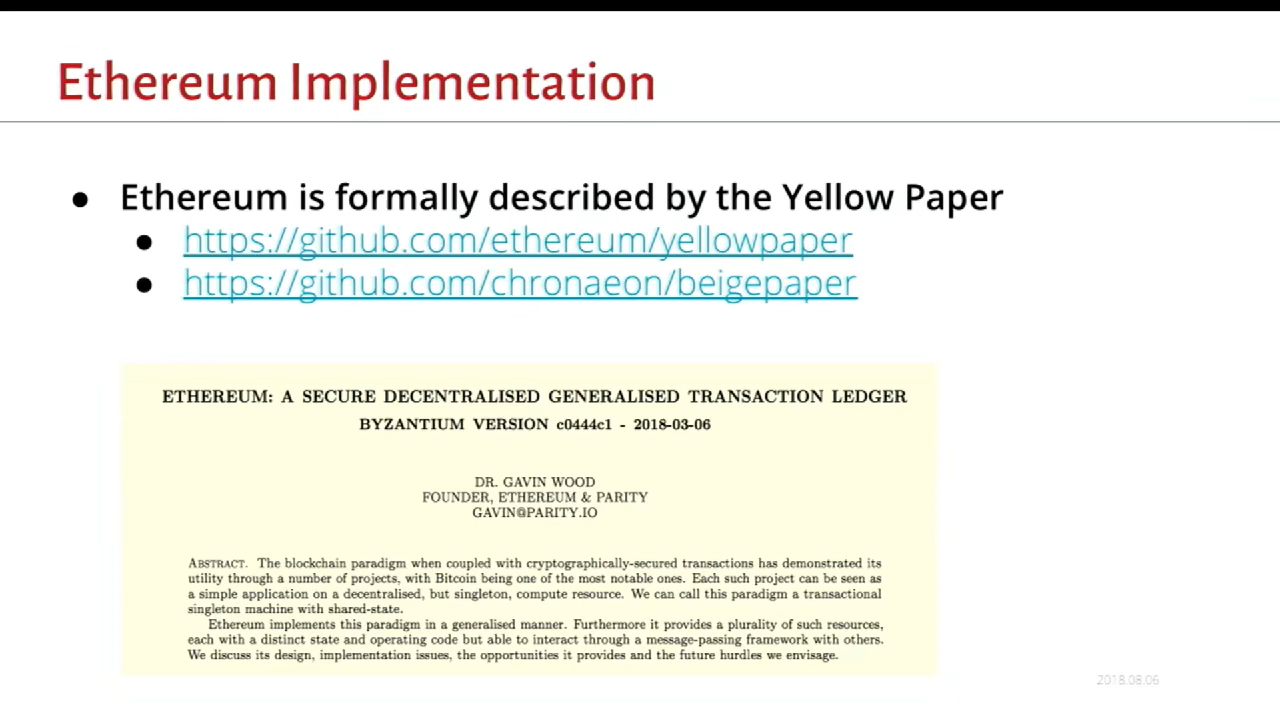 Ethereum Implementation
● Ethereum is formally described by the Yellow Paper
● https://github.com/ethereum/yellowpaper
● https://github.com/chronaeon/beigepaper
ETHEREUM: A SECURE DECENTRALISED GENERALISED TRANSACTION LEDGER
BYZANTIUM VERSION c0444c1 - 2018-03-06
DR. GAVIN WOOD
FOUNDER, ETHEREUM & PARITY
GAVIN@PARITY.IO
ABSTRACT. The blockchain paradigm when coupled with cryptographically-secured transactions has demonstrated its
utility through a number of projects, with Bitcoin being one of the most notable ones. Each such project can be seen as
a simple application on a decentralised, but singleton, compute resource. We can call this paradigm a transactional
singleton machine with shared-state.
Ethereum implements this paradigm in a generalised manner. Furthermore it provides a plurality of such resources,
each with a distinct state and operating code but able to interact through a message-passing framework with others.
We discuss its design, implementation issues, the opportunities it provides and the future hurdles we envisage.
2018.08.06